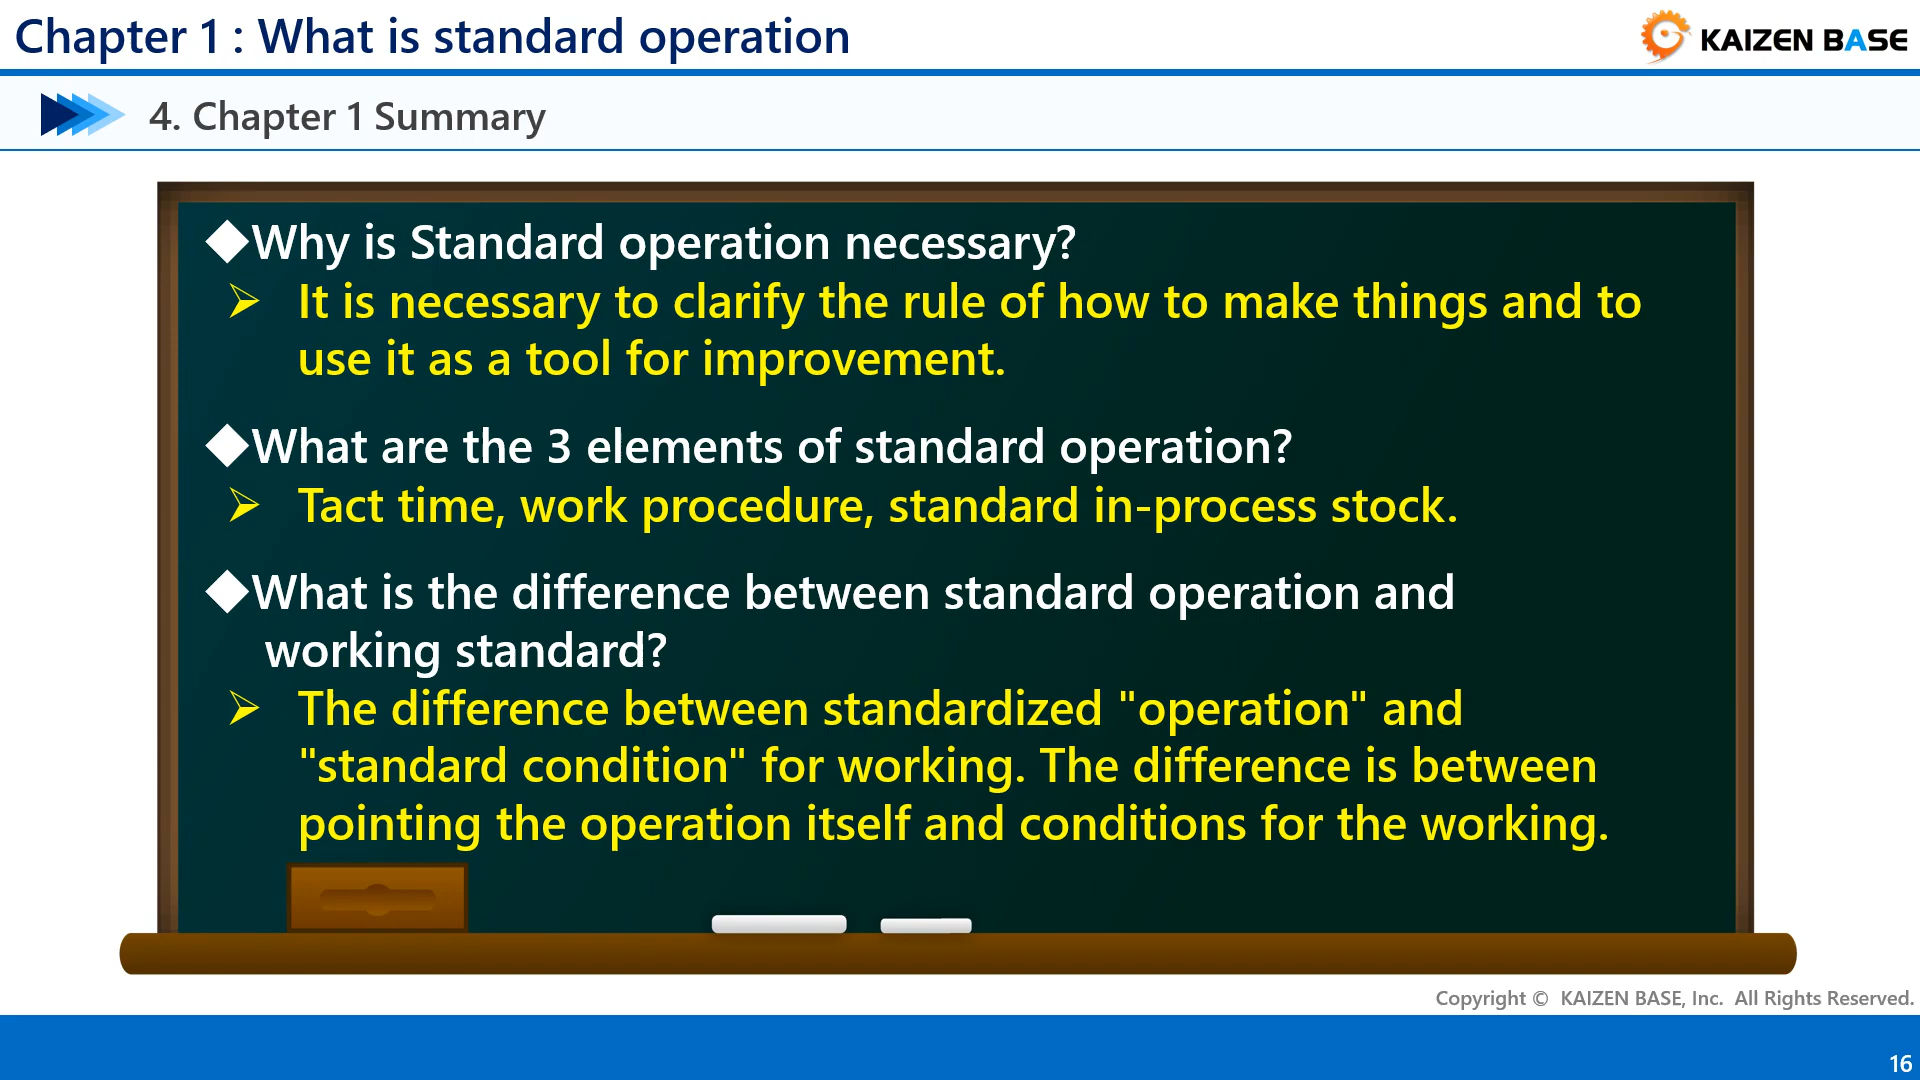 Chapter 1 : What is standard operation
KAIZEN BASE
4. Chapter 1 Summary
◆Why is Standard operation necessary?
➢ It is necessary to clarify the rule of how to make things and to
use it as a tool for improvement.
◆What are the 3 elements of standard operation?
➢ Tact time, work procedure, standard in-process stock.
◆What is the difference between standard operation and
working standard?
➢ The difference between standardized "operation" and
"standard condition" for working. The difference is between
pointing the operation itself and conditions for the working.
Copyright © KAIZEN BASE, Inc. All Rights Reserved.
16